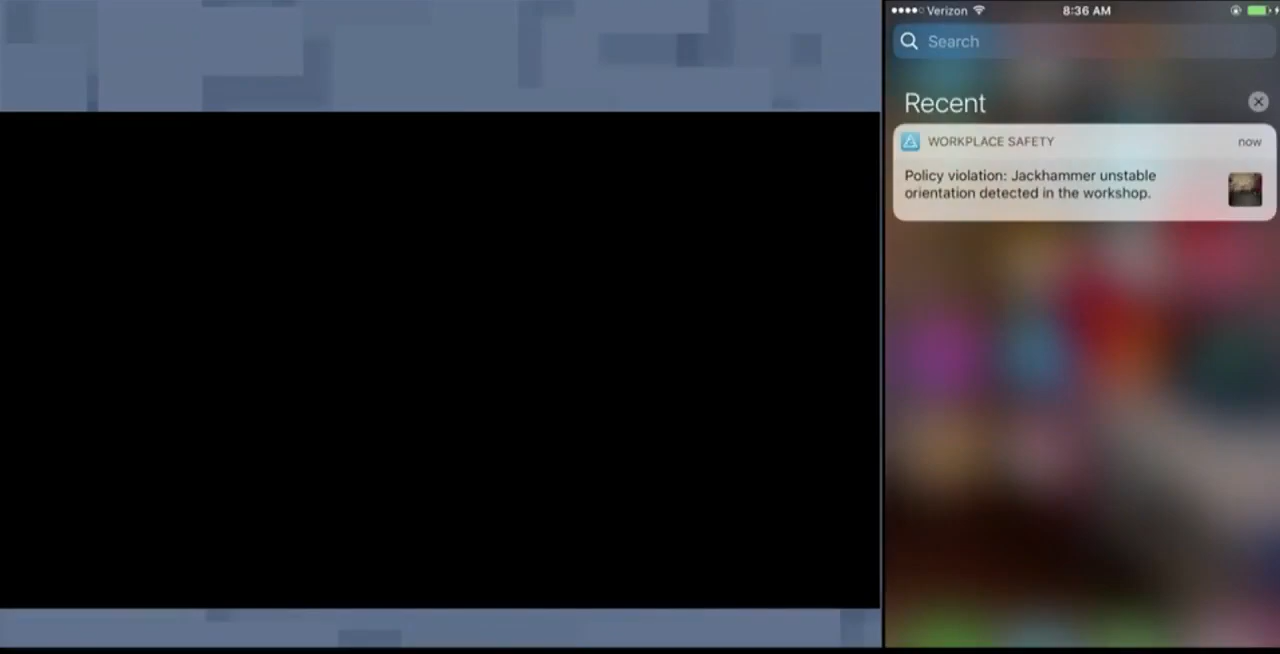 Verizon
8:36 AM
Search
Recent
WORKPLACE SAFETY
now
Policy violation: Jackhammer unstable
orientation detected in the workshop.